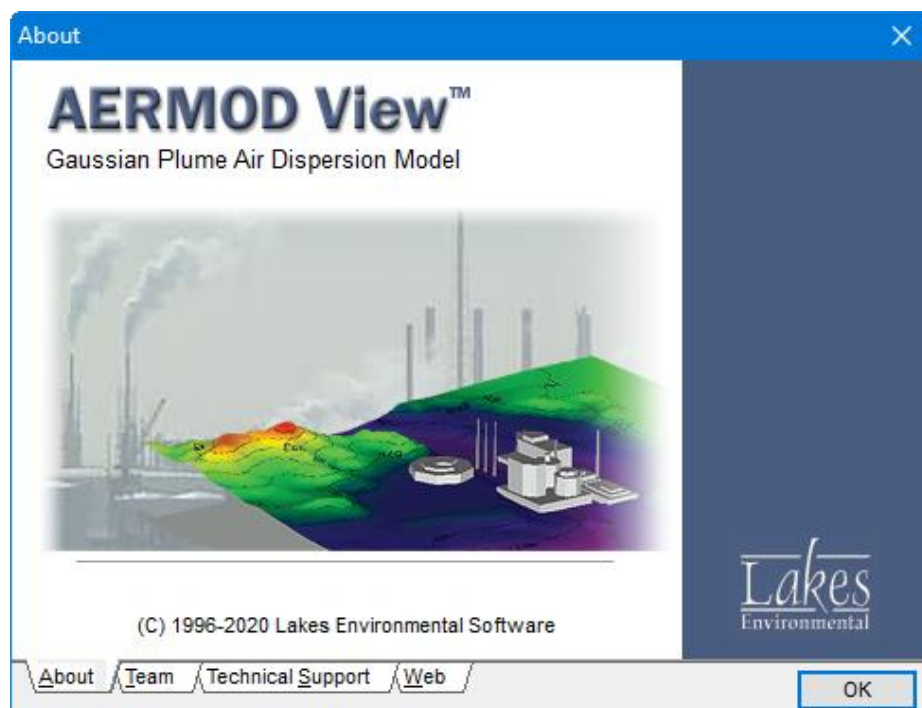 About
AERMOD View™
Gaussian Plume Air Dispersion Model
Lakes
Environmental
(C) 1996-2020 Lakes Environmental Software
About
Team
Technical Support
Web
OK